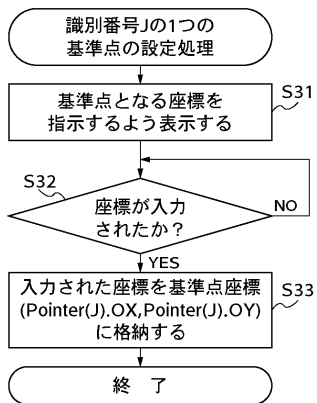 識別番号Jの1つの
基準点の設定処理
S31
基準点となる座標を
指示するよう表示する
S32
座標が入力
されたか？
NO
YES
S33
入力された座標を基準点座標
(Pointer(J).OX,Pointer(J).OY)
に格納する
終　了